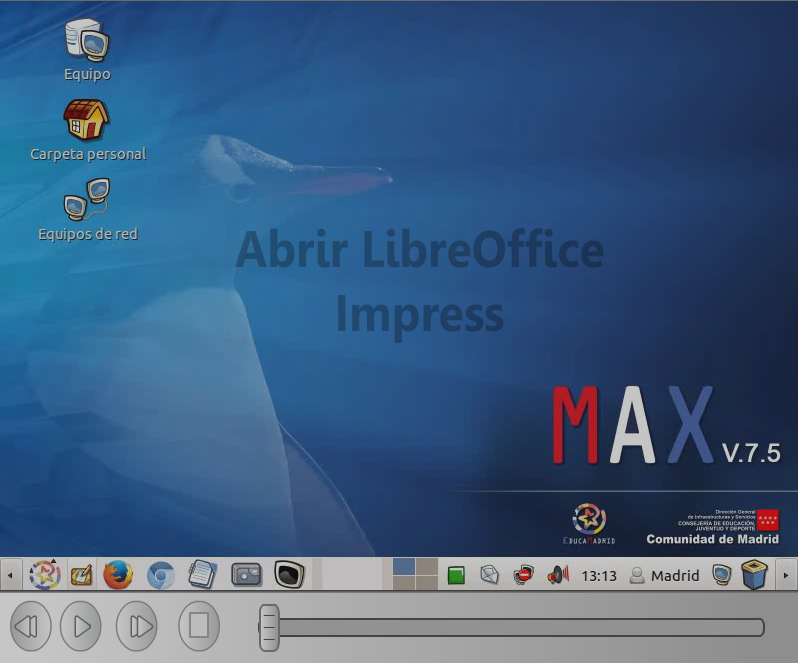 Equipo
Carpeta personal
Equipos de red
Abrir LibreOffice
Impress
MAX V.7.5
EDUCAMADRID
Dirección General
de Infraestructuras y Servicios
CONSEJERÍA DE EDUCACIÓN,
JUVENTUD Y DEPORTE
Comunidad de Madrid
13:13 Madrid